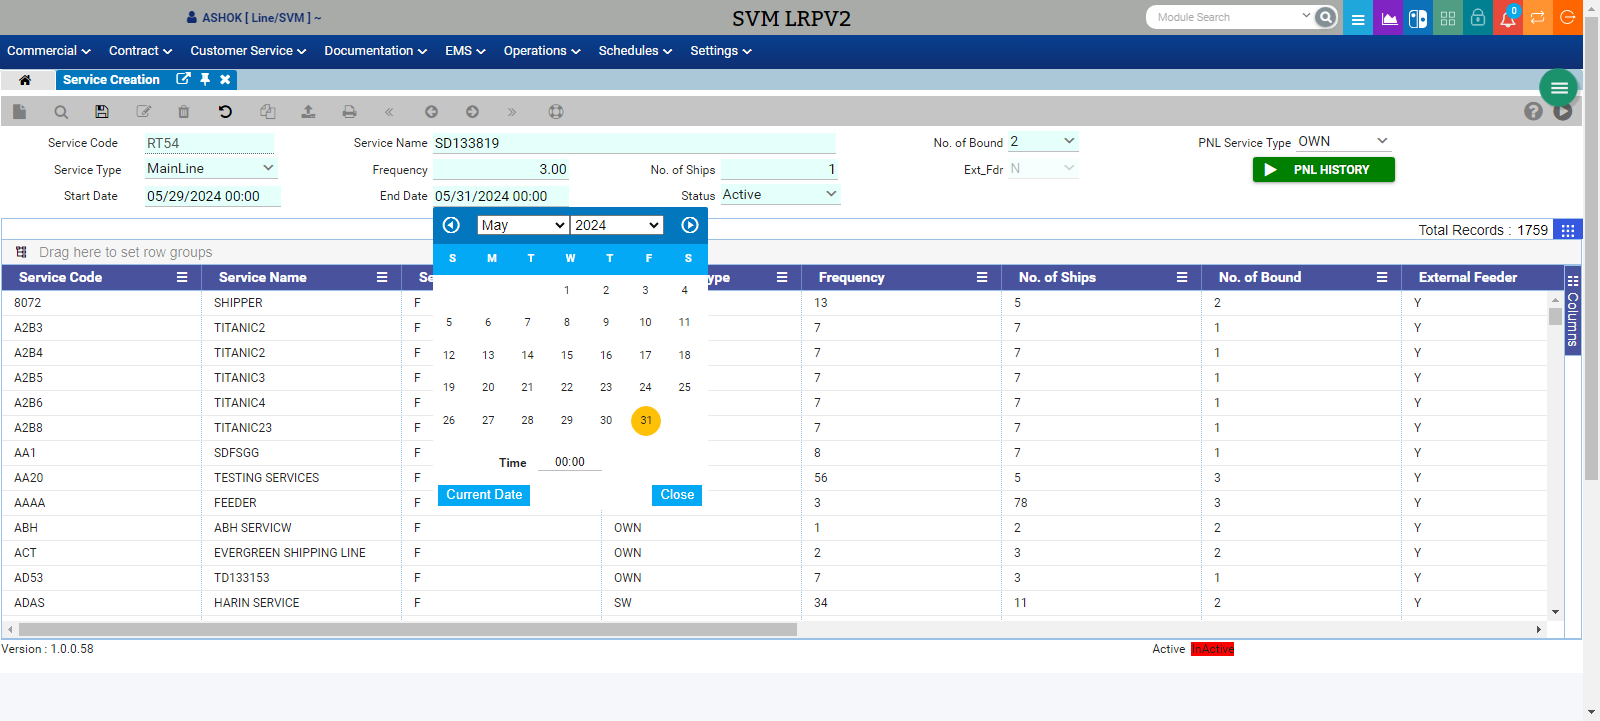 ASHOK [ Line/SVM ] ~
SVM LRPV2
Module Search
0
Commercial Contract Customer Service Documentation EMS Operations Schedules Settings
Service Creation
Service Code RT54 Service Name SD133819 No. of Bound 2 PNL Service Type OWN
Service Type MainLine Frequency 3.00 No. of Ships 1 Ext_Fdr N PNL HISTORY
Start Date 05/29/2024 00:00 End Date 05/31/2024 00:00 Status Active
May 2024
S M T W T F S
1 2 3 4
5 6 7 8 9 10 11
12 13 14 15 16 17 18
19 20 21 22 23 24 25
26 27 28 29 30 31
Time 00:00
Current Date Close
Total Records : 1759
Drag here to set row groups
Service Code Service Name Se ype Frequency No. of Ships No. of Bound External Feeder
Columns
8072 SHIPPER F 13 5 2 Y
A2B3 TITANIC2 F 7 7 1 Y
A2B4 TITANIC2 F 7 7 1 Y
A2B5 TITANIC3 F 7 7 1 Y
A2B6 TITANIC4 F 7 7 1 Y
A2B8 TITANIC23 F 7 7 1 Y
AA1 SDFSGG F 8 7 1 Y
AA20 TESTING SERVICES F 56 5 3 Y
AAAA FEEDER F 3 78 3 Y
ABH ABH SERVICW F OWN 1 2 2 Y
ACT EVERGREEN SHIPPING LINE F OWN 2 3 2 Y
AD53 TD133153 F OWN 7 3 1 Y
ADAS HARIN SERVICE F SW 34 11 2 Y
Version : 1.0.0.58
Active InActive